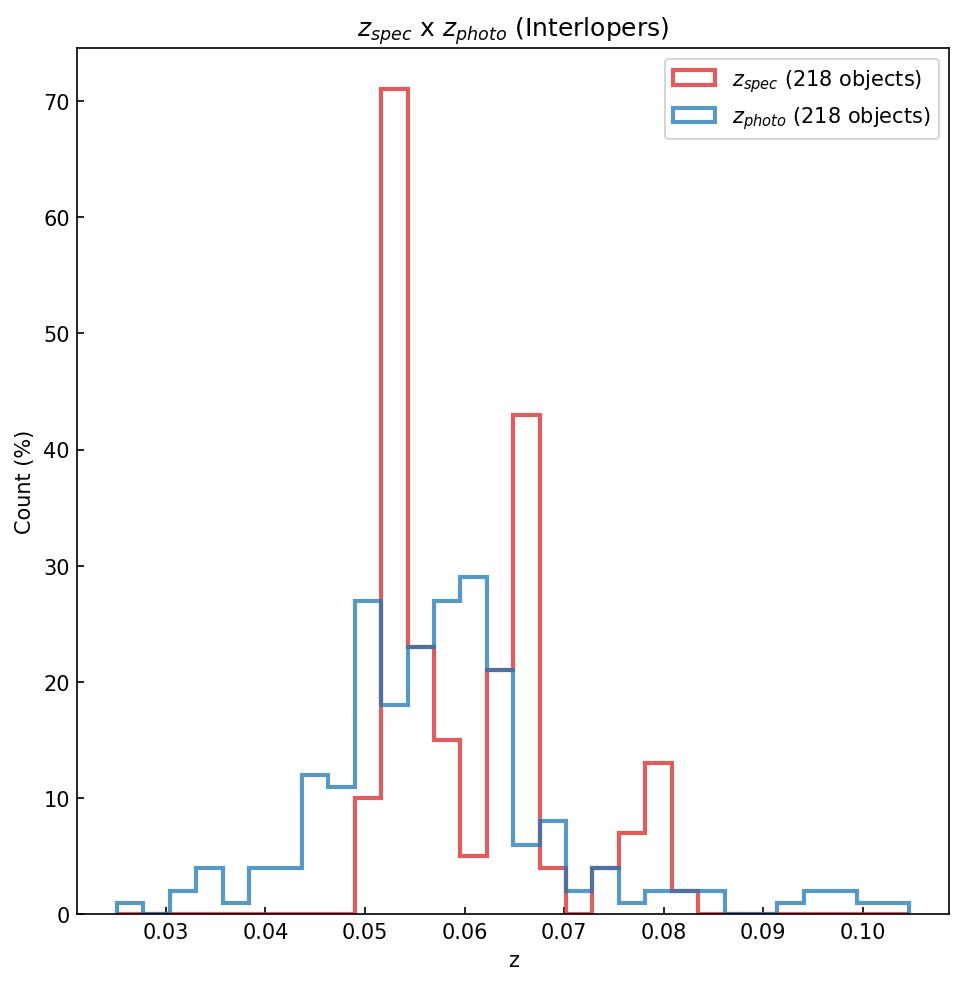 z_spec x z_photo (Interlopers)
z_spec (218 objects)
z_photo (218 objects)
Count (%)
70
60
50
40
30
20
10
0
0.03 0.04 0.05 0.06 0.07 0.08 0.09 0.10
z